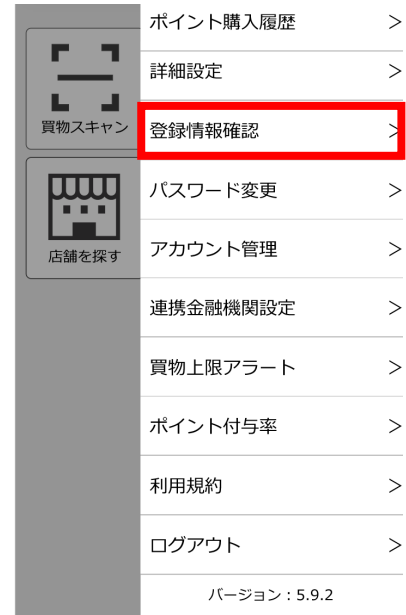 ポイント購入履歴 >
詳細設定 >
買物スキャン
登録情報確認 >
パスワード変更 >
店舗を探す
アカウント管理 >
連携金融機関設定 >
買物上限アラート >
ポイント付与率 >
利用規約 >
ログアウト >
バージョン：5.9.2